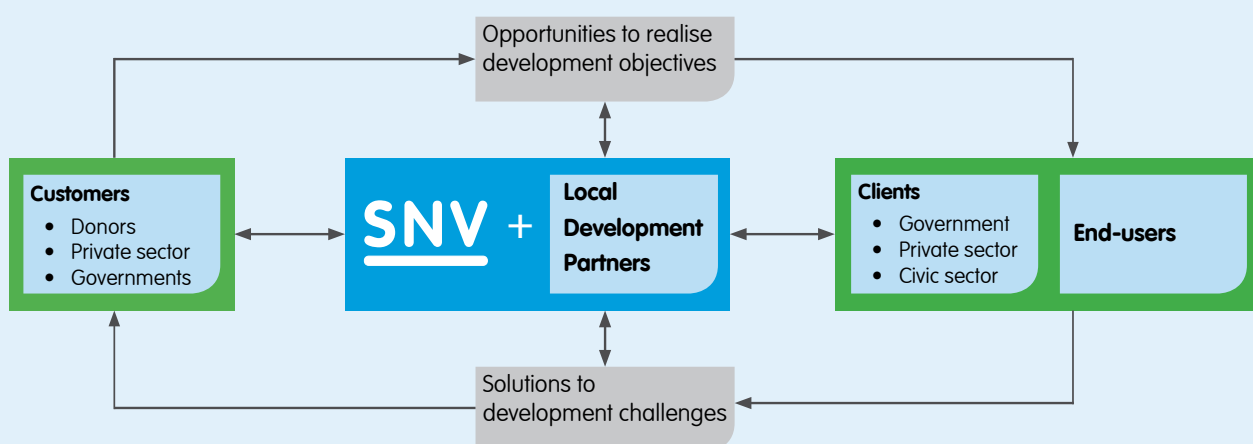 Opportunities to realise
development objectives
Customers
• Donors
• Private sector
• Governments
SNV +
Local
Development
Partners
Clients
• Government
• Private sector
• Civic sector
End-users
Solutions to
development challenges